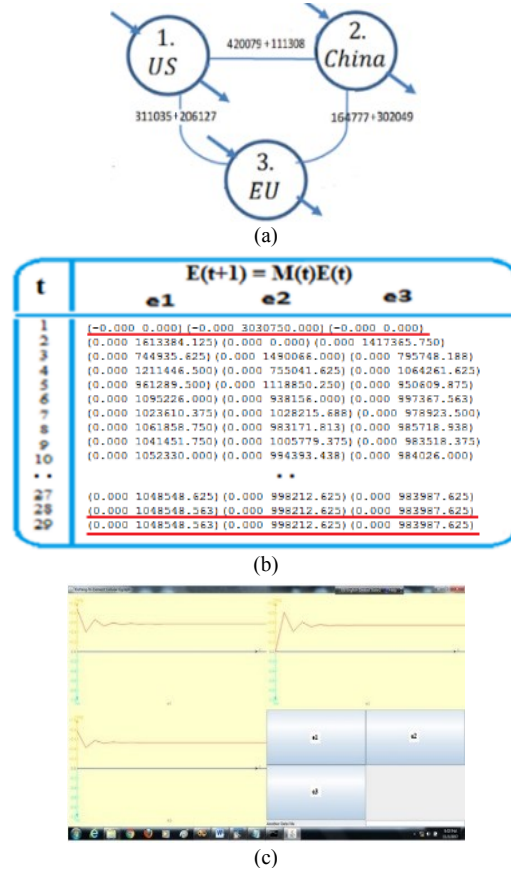 1.
US
420079+111308
2.
China
311035+206127
164777+302049
3.
EU
(a)
t
E(t+1) = M(t)E(t)
e1 e2 e3
1 {-0.000 0.000}{-0.000 3030750.000}{-0.000 0.000}
2 {0.000 1613384.125}{0.000 0.000}{0.000 1417365.750}
3 {0.000 744935.625}{0.000 1490066.000}{0.000 795748.188}
4 {0.000 1211446.500}{0.000 755041.625}{0.000 1064261.625}
5 {0.000 961289.500}{0.000 1118850.250}{0.000 950609.875}
6 {0.000 1095226.000}{0.000 938156.000}{0.000 997367.563}
7 {0.000 1023610.375}{0.000 1028215.688}{0.000 978923.500}
8 {0.000 1061858.750}{0.000 983171.813}{0.000 985718.938}
9 {0.000 1041451.750}{0.000 1005779.375}{0.000 983518.375}
10 {0.000 1052330.000}{0.000 994393.438}{0.000 984026.000}
.. ..
27 {0.000 1048548.625}{0.000 998212.625}{0.000 983987.625}
28 {0.000 1048548.563}{0.000 998212.625}{0.000 983987.625}
29 {0.000 1048548.563}{0.000 998212.625}{0.000 983987.625}
(b)
e2
e3
(c)